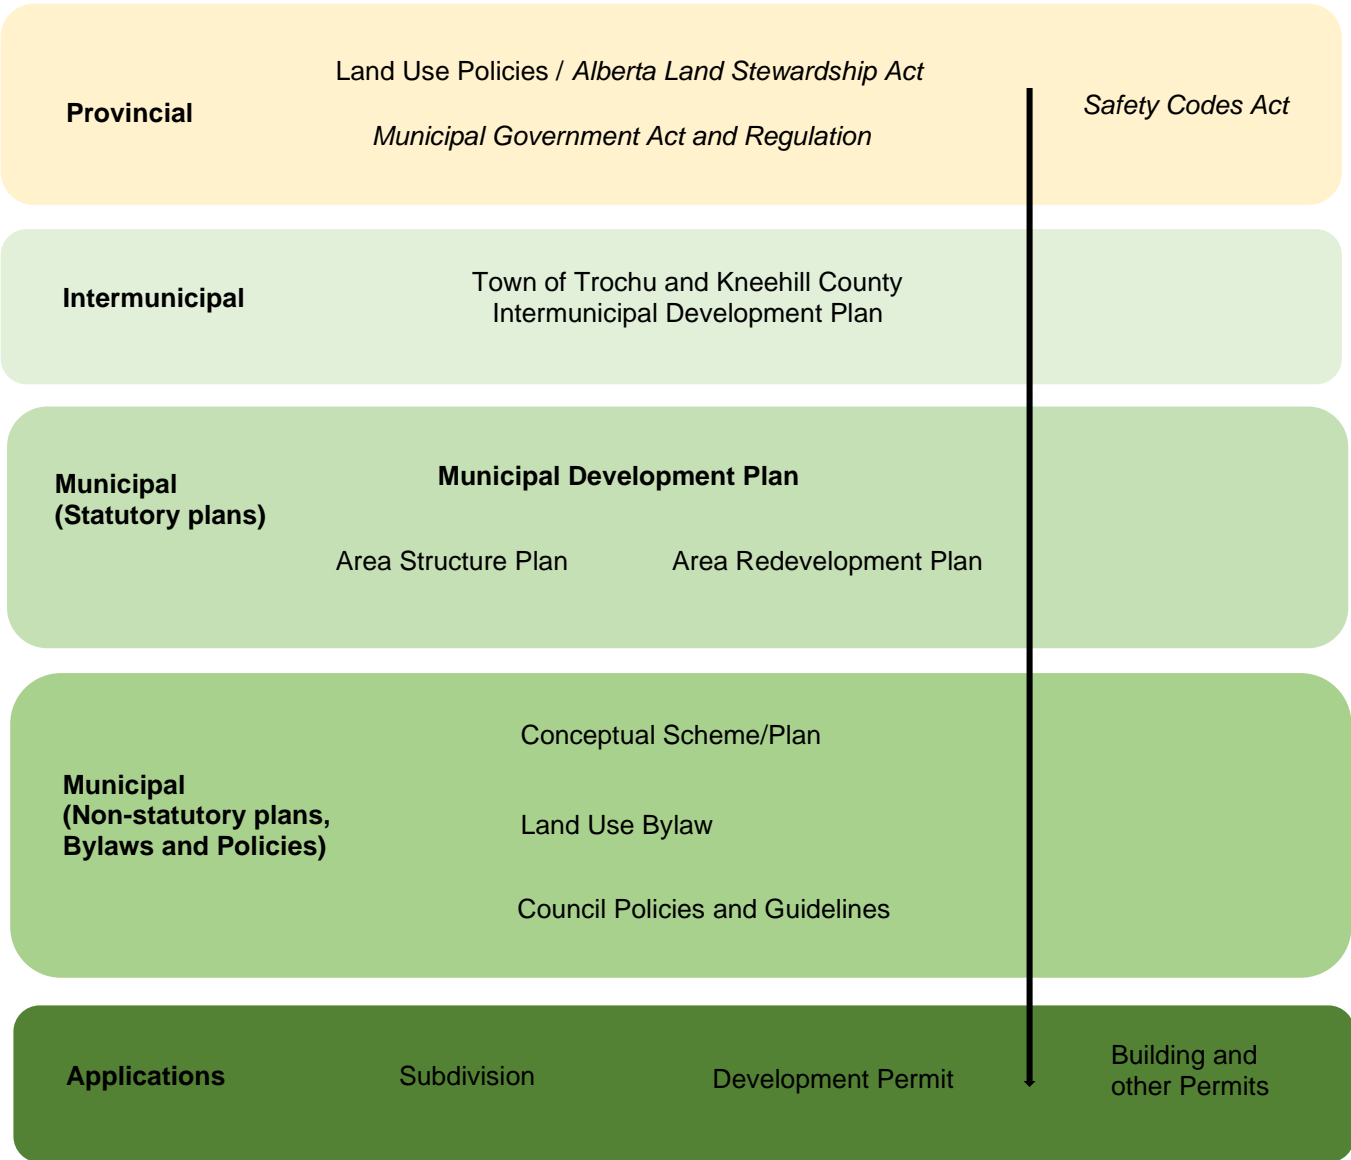 Land Use Policies / Alberta Land Stewardship Act
Provincial
Safety Codes Act
Municipal Government Act and Regulation
Intermunicipal
Town of Trochu and Kneehill County
Intermunicipal Development Plan
Municipal
(Statutory plans)
Municipal Development Plan
Area Structure Plan
Area Redevelopment Plan
Municipal
(Non-statutory plans,
Bylaws and Policies)
Conceptual Scheme/Plan
Land Use Bylaw
Council Policies and Guidelines
Applications
Subdivision
Development Permit
Building and
other Permits